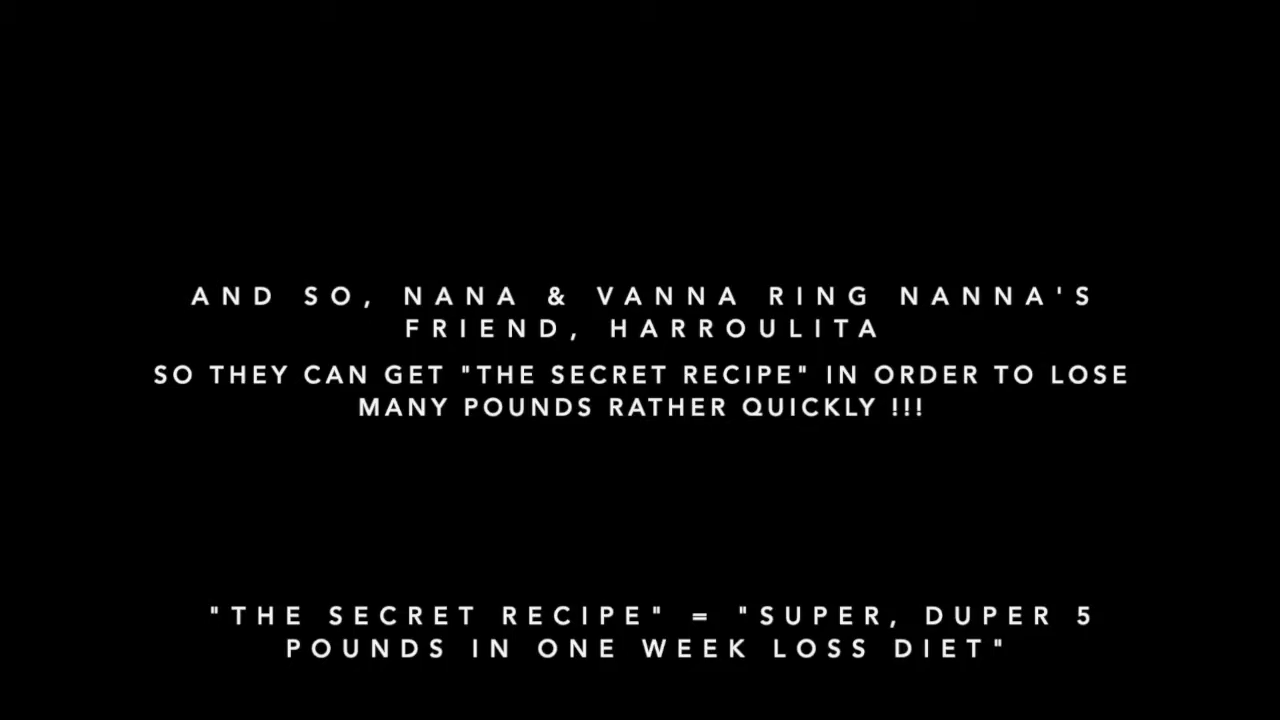 AND SO, NANA & VANNA RING NANNA'S
FRIEND, HARROULITA
SO THEY CAN GET "THE SECRET RECIPE" IN ORDER TO LOSE
MANY POUNDS RATHER QUICKLY !!!
"THE SECRET RECIPE" = "SUPER, DUPER 5
POUNDS IN ONE WEEK LOSS DIET"